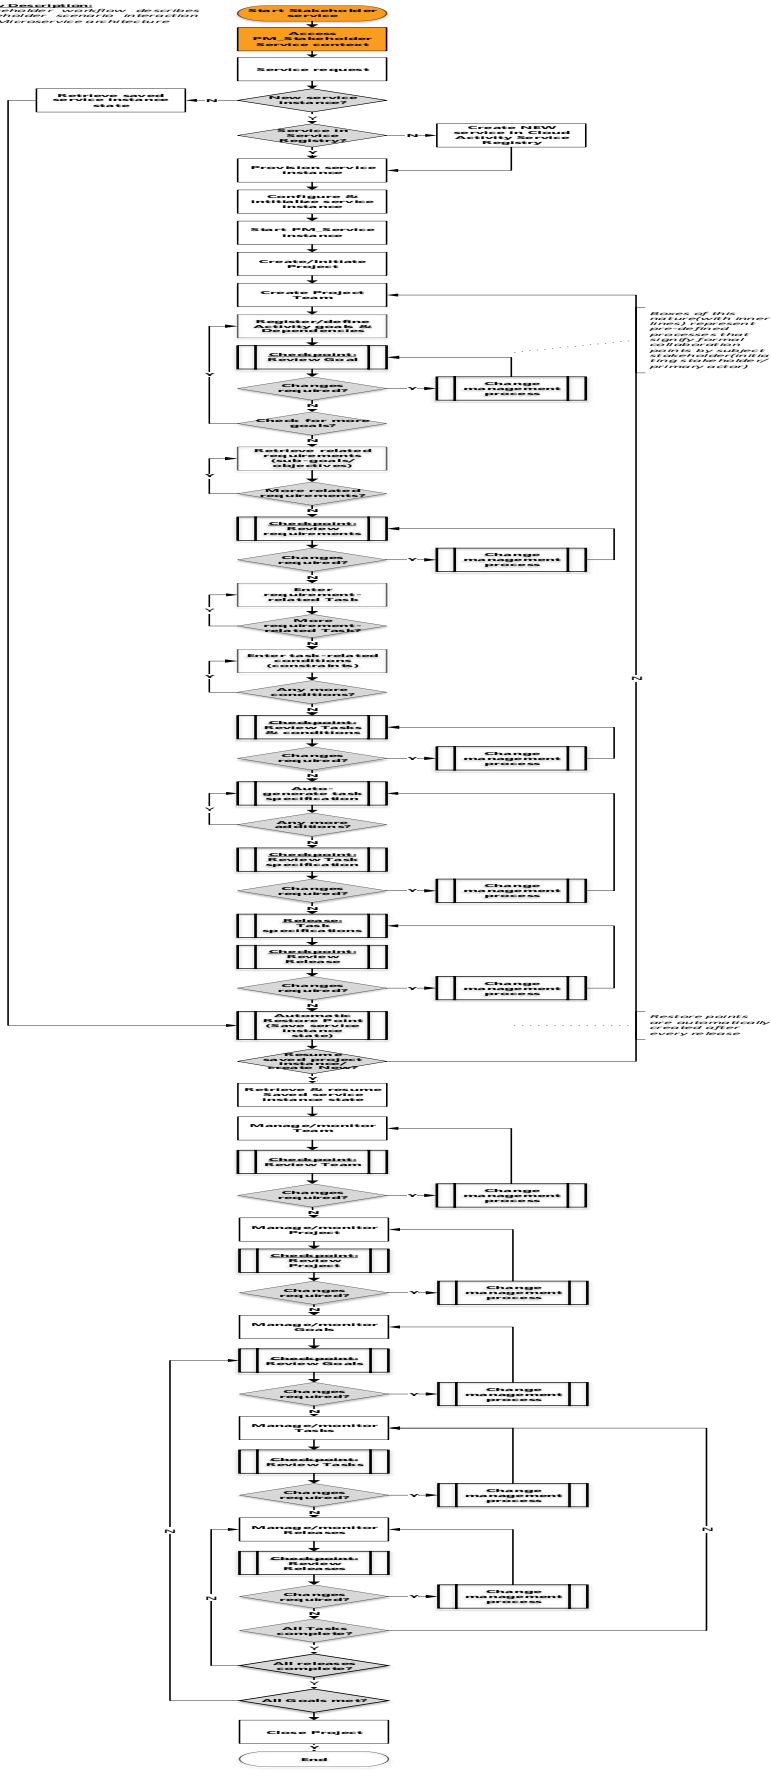 y Description:
eholder workflow describes
eholder scenario interaction
Microservice architecture
Start Stakeholder
service
Access
PM_Stakeholder
Service context
Service request
New service
instance?
N
Retrieve saved
service instance
state
Y
Service in
Service
Registry?
N
Create NEW
service in Cloud
Activity Service
Registry
Y
Provision service
instance
Configure &
Intitialize service
instance
Start PM_Service
instance
Create/Initiate
Project
Create Project
Team
Boxes of this
nature(with inner
lines) represent
pre-defined
processes that
signify formal
collaboration
points by subject
stakeholder(initia
ting stakeholder/
primary actor)
Register/define
Activity goals &
Dependencies
Checkpoint:
Review Goal
Y
Changes
required?
Y
Change
management
process
N
Check for more
goals?
N
Retrieve related
requirements
(sub-goals/
objectives)
Y
More related
requirements?
N
Checkpoint:
Review
requirements
Changes
required?
Y
Change
management
process
N
Enter
requirement-
related Task
Y
More
requirement-
related Task?
N
Enter task-related
conditions
(constraints)
Y
N
Any more
conditions?
N
Checkpoint:
Review Tasks
& conditions
Changes
required?
Y
Change
management
process
N
Auto-
generate task
specification
Y
Any more
additions?
N
Checkpoint:
Review Task
specification
Changes
required?
Y
Change
management
process
N
Release:
Task
specifications
Checkpoint:
Review
Release
Changes
required?
Y
Change
management
process
N
Automatic
Restore Point
(Save service
instance
state)
Restore points
are automatically
created after
every release
Resume
saved project
instance/
create New?
Y
Retrieve & resume
Saved service
instance state
Manage/monitor
Team
Checkpoint:
Review Team
Changes
required?
Y
Change
management
process
N
Manage/monitor
Project
Checkpoint:
Review
Project
Changes
required?
Y
Change
management
process
N
Manage/monitor
Goals
Checkpoint:
Review Goals
Changes
required?
Y
Change
management
process
N
Manage/monitor
Tasks
Checkpoint:
Review Tasks
Changes
required?
Y
Change
management
process
N
Manage/monitor
Releases
N
N
Checkpoint:
Review
Releases
Changes
required?
Y
Change
management
process
N
N
All Tasks
complete?
Y
All releases
complete?
Y
All Goals met?
Close Project
Y
End